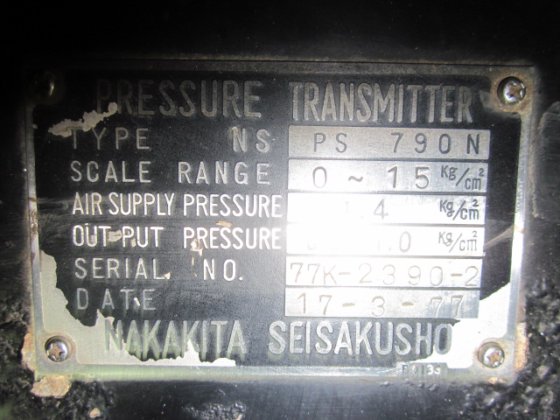 PRESSURE TRANSMITTER
TYPE NS PS 790N
SCALE RANGE 0 ~ 15 Kg/cm²
AIR SUPPLY PRESSURE 4 Kg/cm²
OUT-PUT PRESSURE .0 Kg/cm²
SERIAL NO. 77K-2390-2
DATE 17-3-77
NAKAKITA SEISAKUSHO